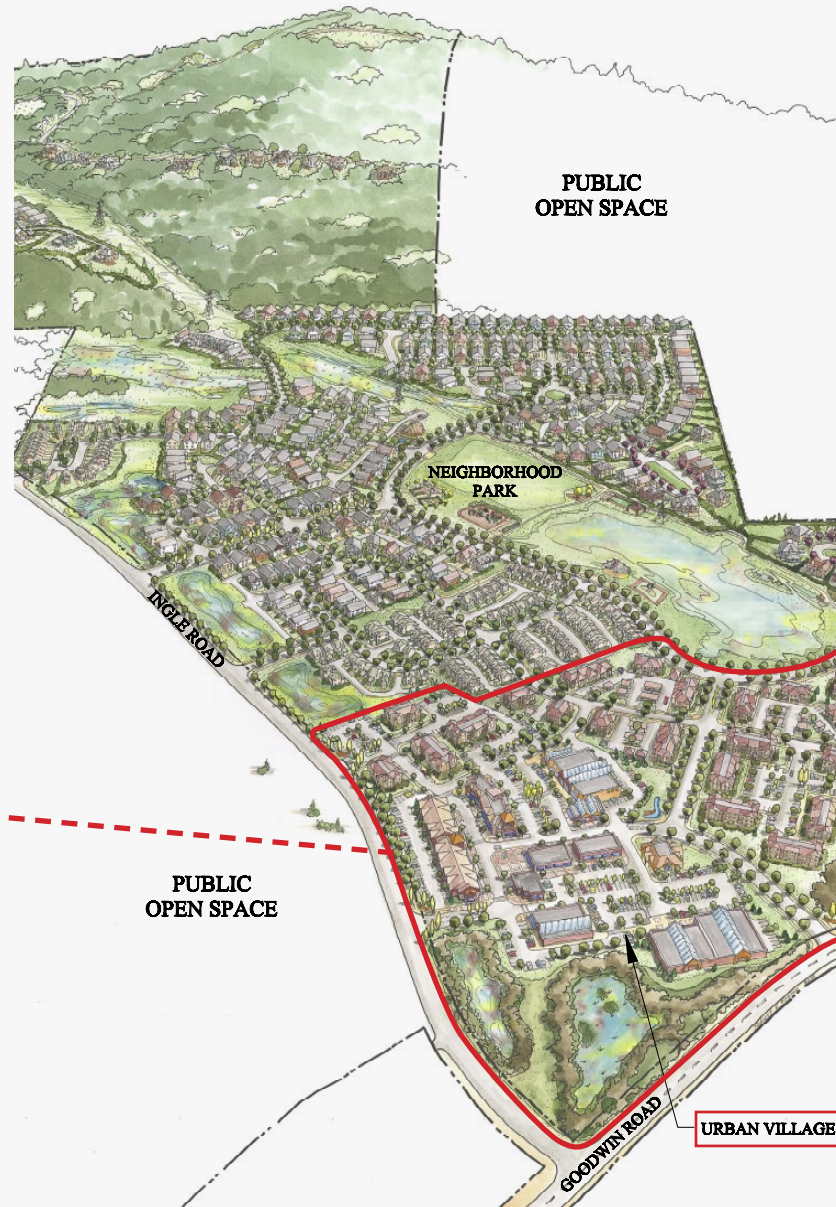 PUBLIC
OPEN SPACE
NEIGHBORHOOD
PARK
INGLE ROAD
PUBLIC
OPEN SPACE
GOODWIN ROAD
URBAN VILLAGE